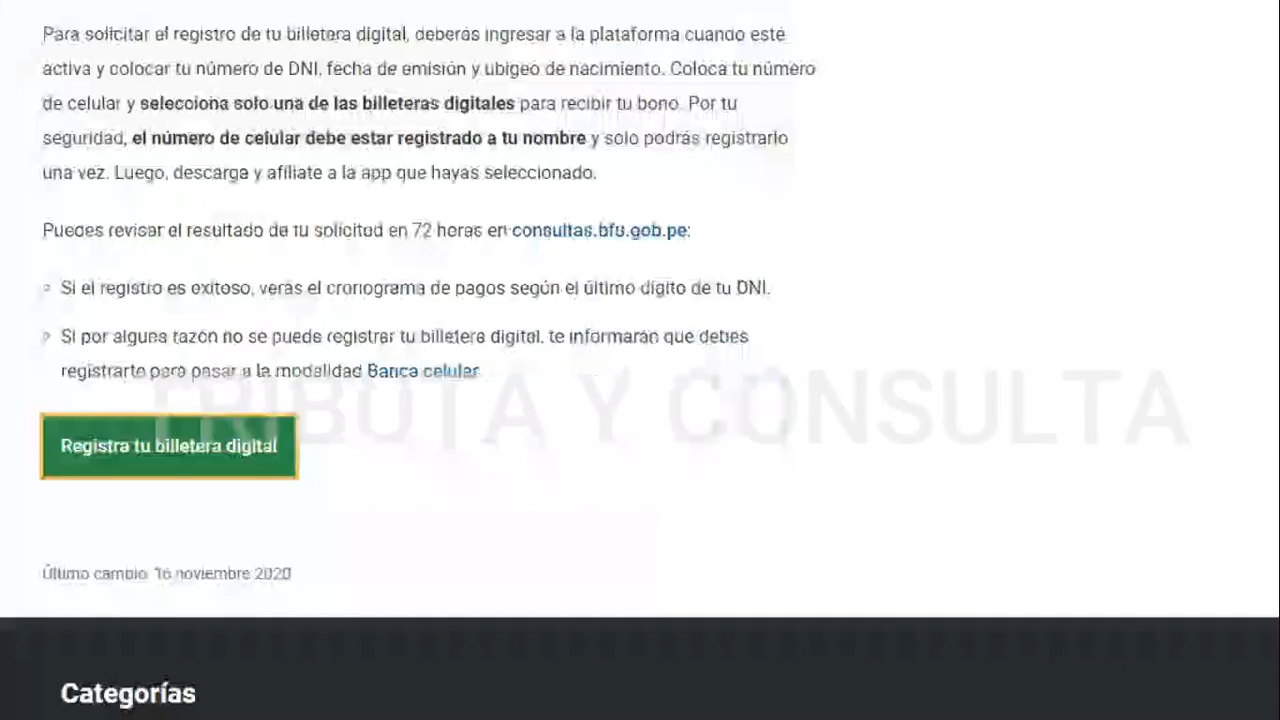 Para solicitar el registro de tu billetera digital, deberás ingresar a la plataforma cuando esté
activa y colocar tu número de DNI, fecha de emisión y ubigeo de nacimiento. Coloca tu número
de celular y selecciona solo una de las billeteras digitales para recibir tu bono. Por tu
seguridad, el número de celular debe estar registrado a tu nombre y solo podrás registrarlo
una vez. Luego, descarga y afíliate a la app que hayas seleccionado.
Puedes revisar el resultado de tu solicitud en 72 horas en consultas.bfu.gob.pe:
Si el registro es exitoso, verás el cronograma de pagos según el último dígito de tu DNI.
Si por alguna razón no se puede registrar tu billetera digital, te informarán que debes
registrarte para pasar a la modalidad Banca celular.
TRIBUTA Y CONSULTA
Registra tu billetera digital
Último cambio 16 noviembre 2020
Categorías